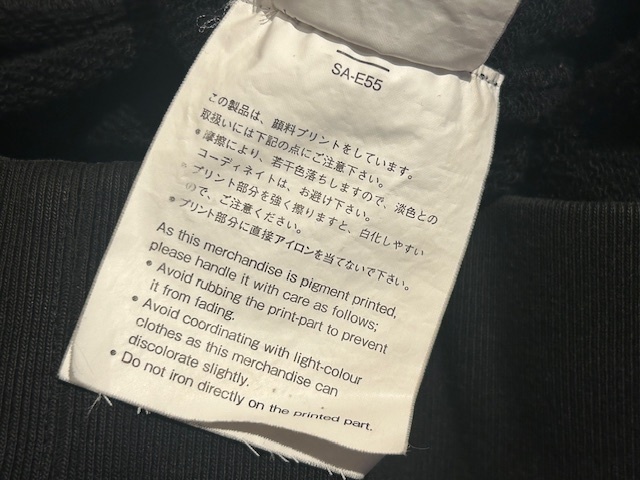 SA-E55
この製品は、顔料プリントをしています。
取扱いには下記の点にご注意下さい。
• 摩擦により、若干色落ちしますので、淡色との
コーディネイトは、お避け下さい。
• プリント部分を強く擦りますと、白化しやすい
ので、ご注意ください。
• プリント部分に直接アイロンを当てないで下さい。
As this merchandise is pigment printed,
please handle it with care as follows;
• Avoid rubbing the print-part to prevent
it from fading.
• Avoid coordinating with light-colour
clothes as this merchandise can
discolorate slightly.
• Do not iron directly on the printed part.